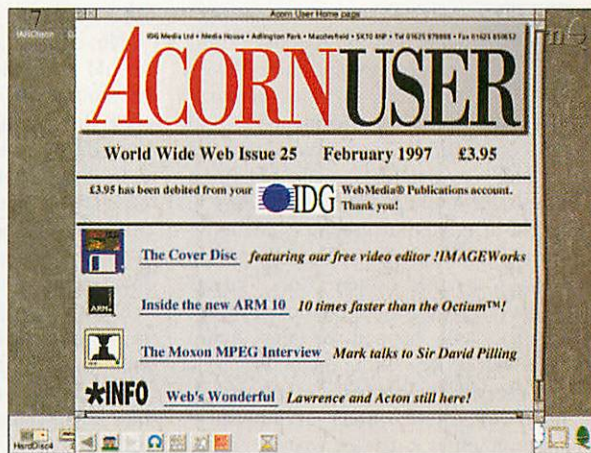 Acorn User Home page
IDG Media Ltd • Media House • Adlington Park • Macclesfield • SK10 4NP • Tel 01625 878888 • Fax 01625 850652
ACORN USER
World Wide Web Issue 25 February 1997 £3.95
£3.95 has been debited from your IDG WebMedia® Publications account.
Thank you!
The Cover Disc featuring our free video editor !IMAGEWorks
ARM
Inside the new ARM 10 10 times faster than the Octium™!
The Moxon MPEG Interview Mark talks to Sir David Pilling
*INFO Web's Wonderful Lawrence and Acton still here!
HardDisc4